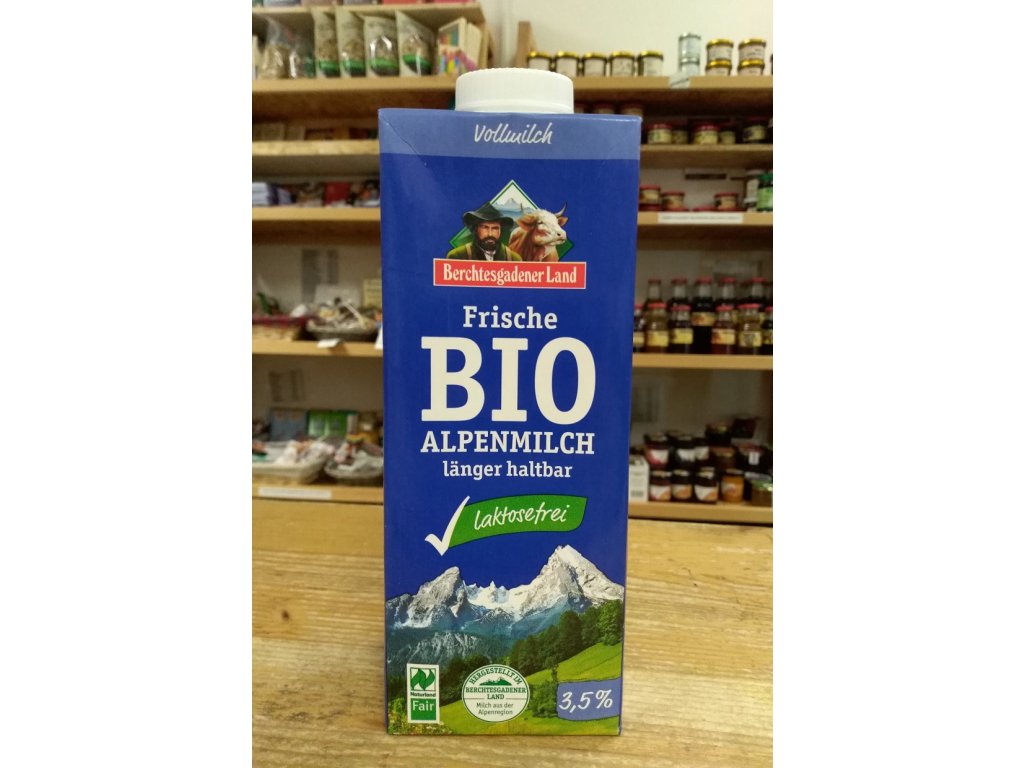 Vollmilch
Berchtesgadener Land
Frische
BIO
ALPENMILCH
länger haltbar
laktosefrei
Naturland
Fair
HERGESTELLT IM
BERCHTESGADENER
LAND
Milch aus der
Alpenregion
3,5%